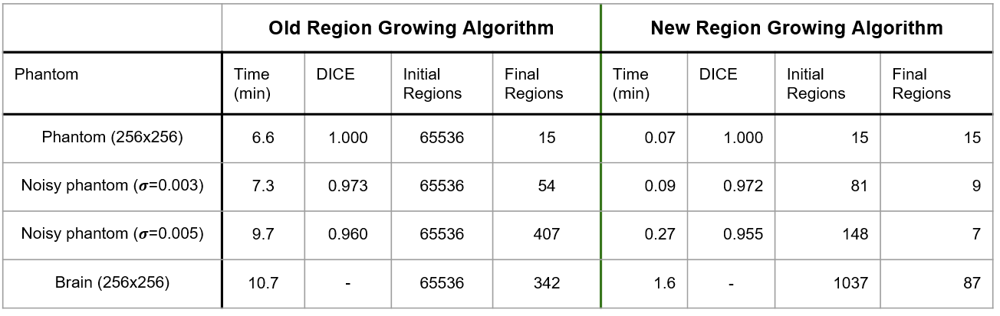 Old Region Growing Algorithm New Region Growing Algorithm
Phantom Time (min) DICE Initial Regions Final Regions Time (min) DICE Initial Regions Final Regions
Phantom (256x256) 6.6 1.000 65536 15 0.07 1.000 15 15
Noisy phantom (σ=0.003) 7.3 0.973 65536 54 0.09 0.972 81 9
Noisy phantom (σ=0.005) 9.7 0.960 65536 407 0.27 0.955 148 7
Brain (256x256) 10.7 - 65536 342 1.6 - 1037 87